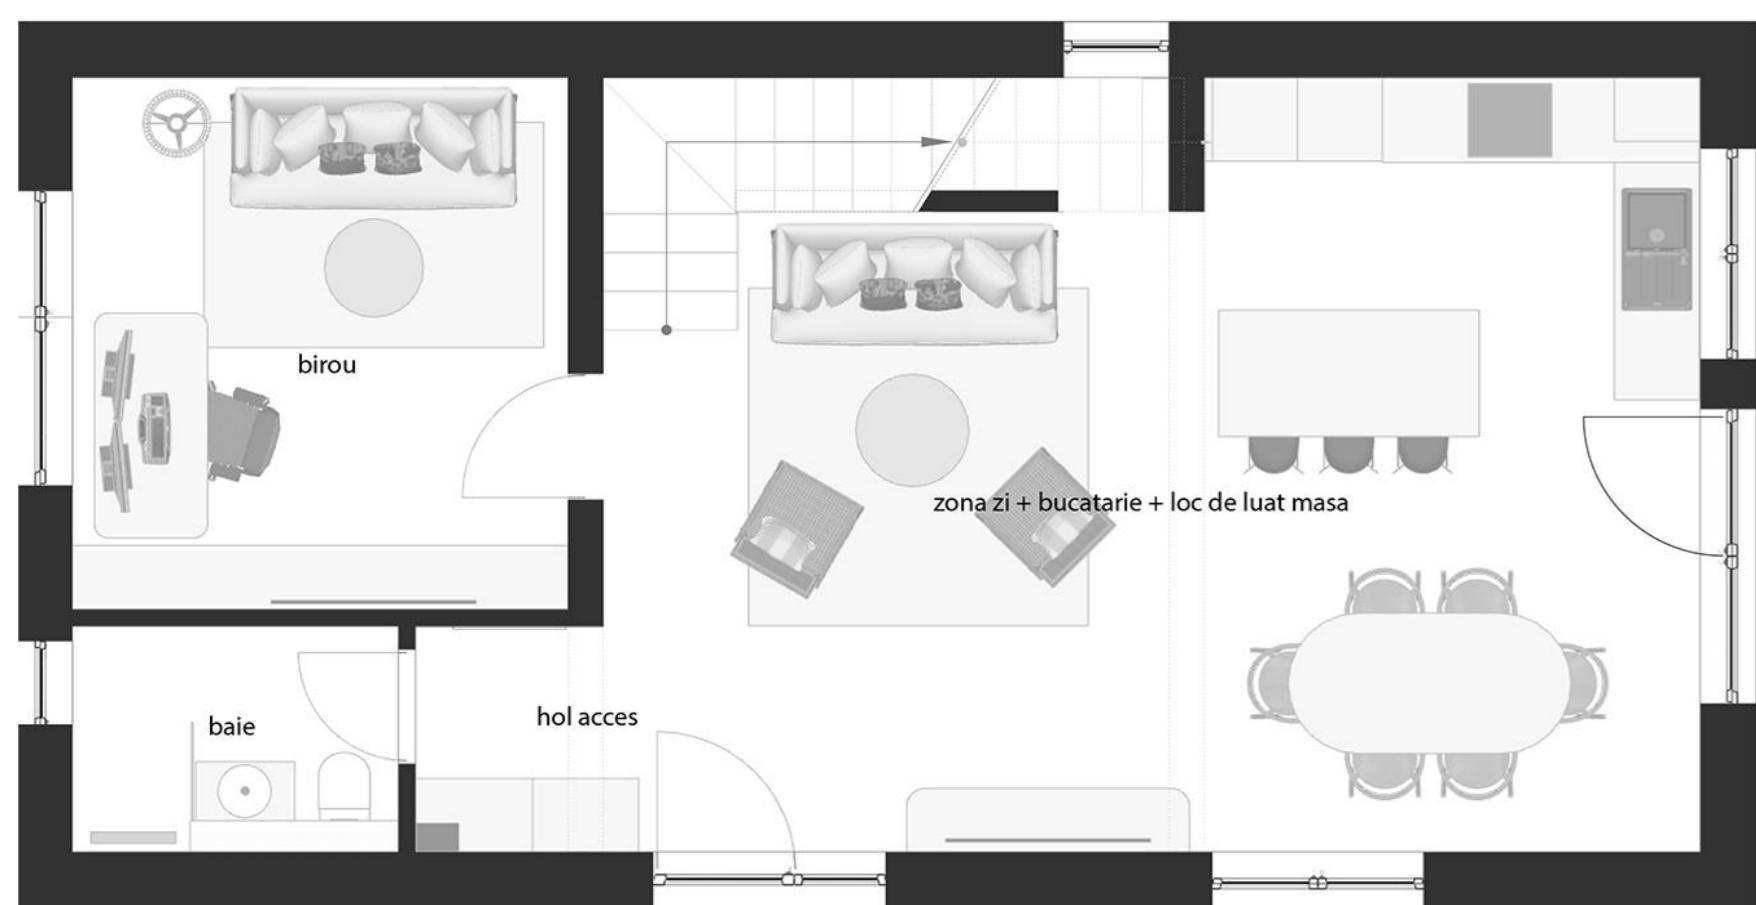 birou
zona zi + bucatarie + loc de luat masa
baie
hol acces